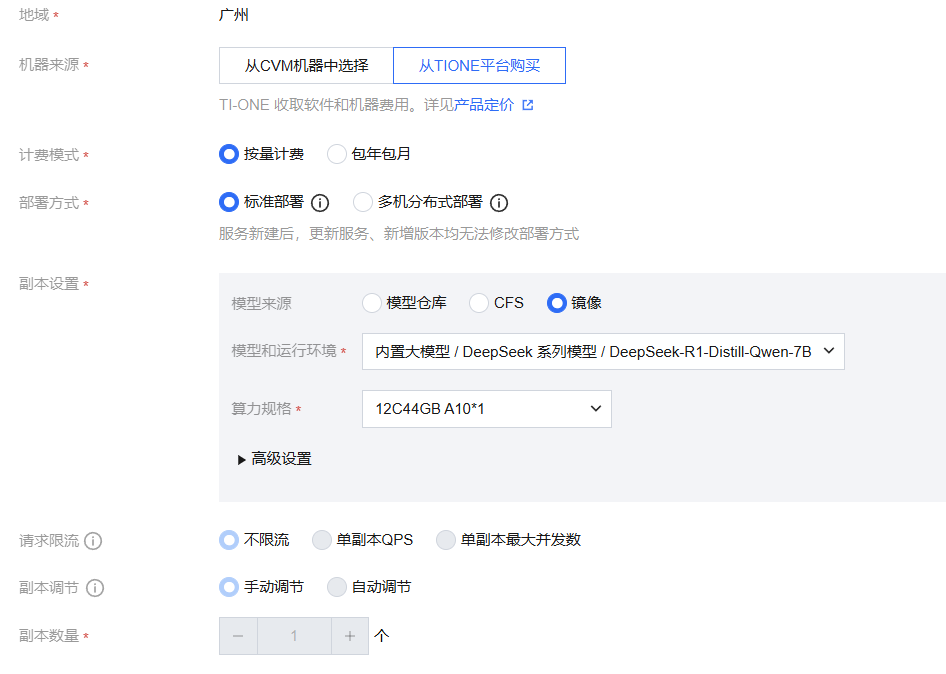 地域 * 广州
机器来源 * 从CVM机器中选择 从TIONE平台购买
TI-ONE 收取软件和机器费用。详见产品定价
计费模式 * 按量计费 包年包月
部署方式 * 标准部署 多机分布式部署
服务新建后，更新服务、新增版本均无法修改部署方式
副本设置 *
模型来源 模型仓库 CFS 镜像
模型和运行环境 * 内置大模型 / DeepSeek 系列模型 / DeepSeek-R1-Distill-Qwen-7B
算力规格 * 12C44GB A10*1
高级设置
请求限流 不限流 单副本QPS 单副本最大并发数
副本调节 手动调节 自动调节
副本数量 * − 1 + 个